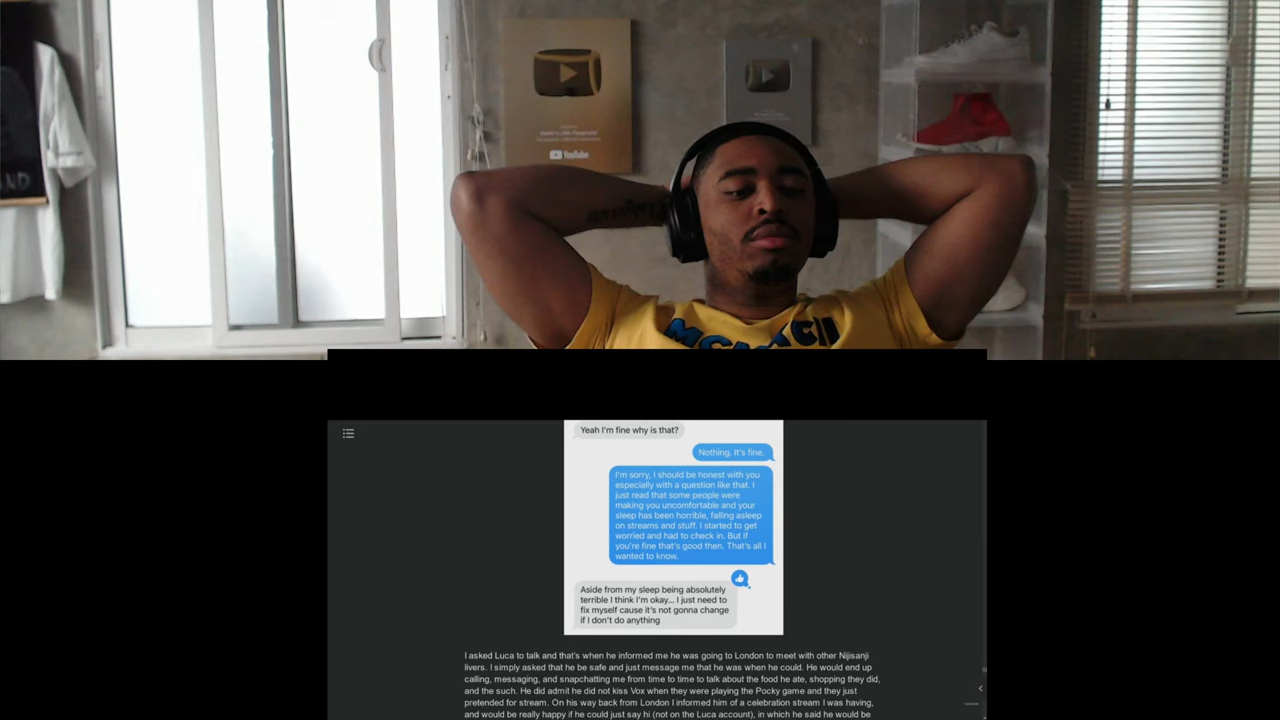 YouTube
Yeah I'm fine why is that?
Nothing. It's fine.
I'm sorry, I should be honest with you
especially with a question like that. I
just read that some people were
making you uncomfortable and your
sleep has been horrible, falling asleep
on streams and stuff. I started to get
worried and had to check in. But if
you're fine that's good then. That's all I
wanted to know.
Aside from my sleep being absolutely
terrible I think I'm okay... I just need to
fix myself cause it's not gonna change
if I don't do anything
I asked Luca to talk and that's when he informed me he was going to London to meet with other Nijisanji
livers. I simply asked that he be safe and just message me that he was when he could. He would end up
calling, messaging, and snapchatting me from time to time to talk about the food he ate, shopping they did,
and the such. He did admit he did not kiss Vox when they were playing the Pocky game and they just
pretended for stream. On his way back from London I informed him of a celebration stream I was having,
and would be really happy if he could just say hi (not on the Luca account), in which he said he would be